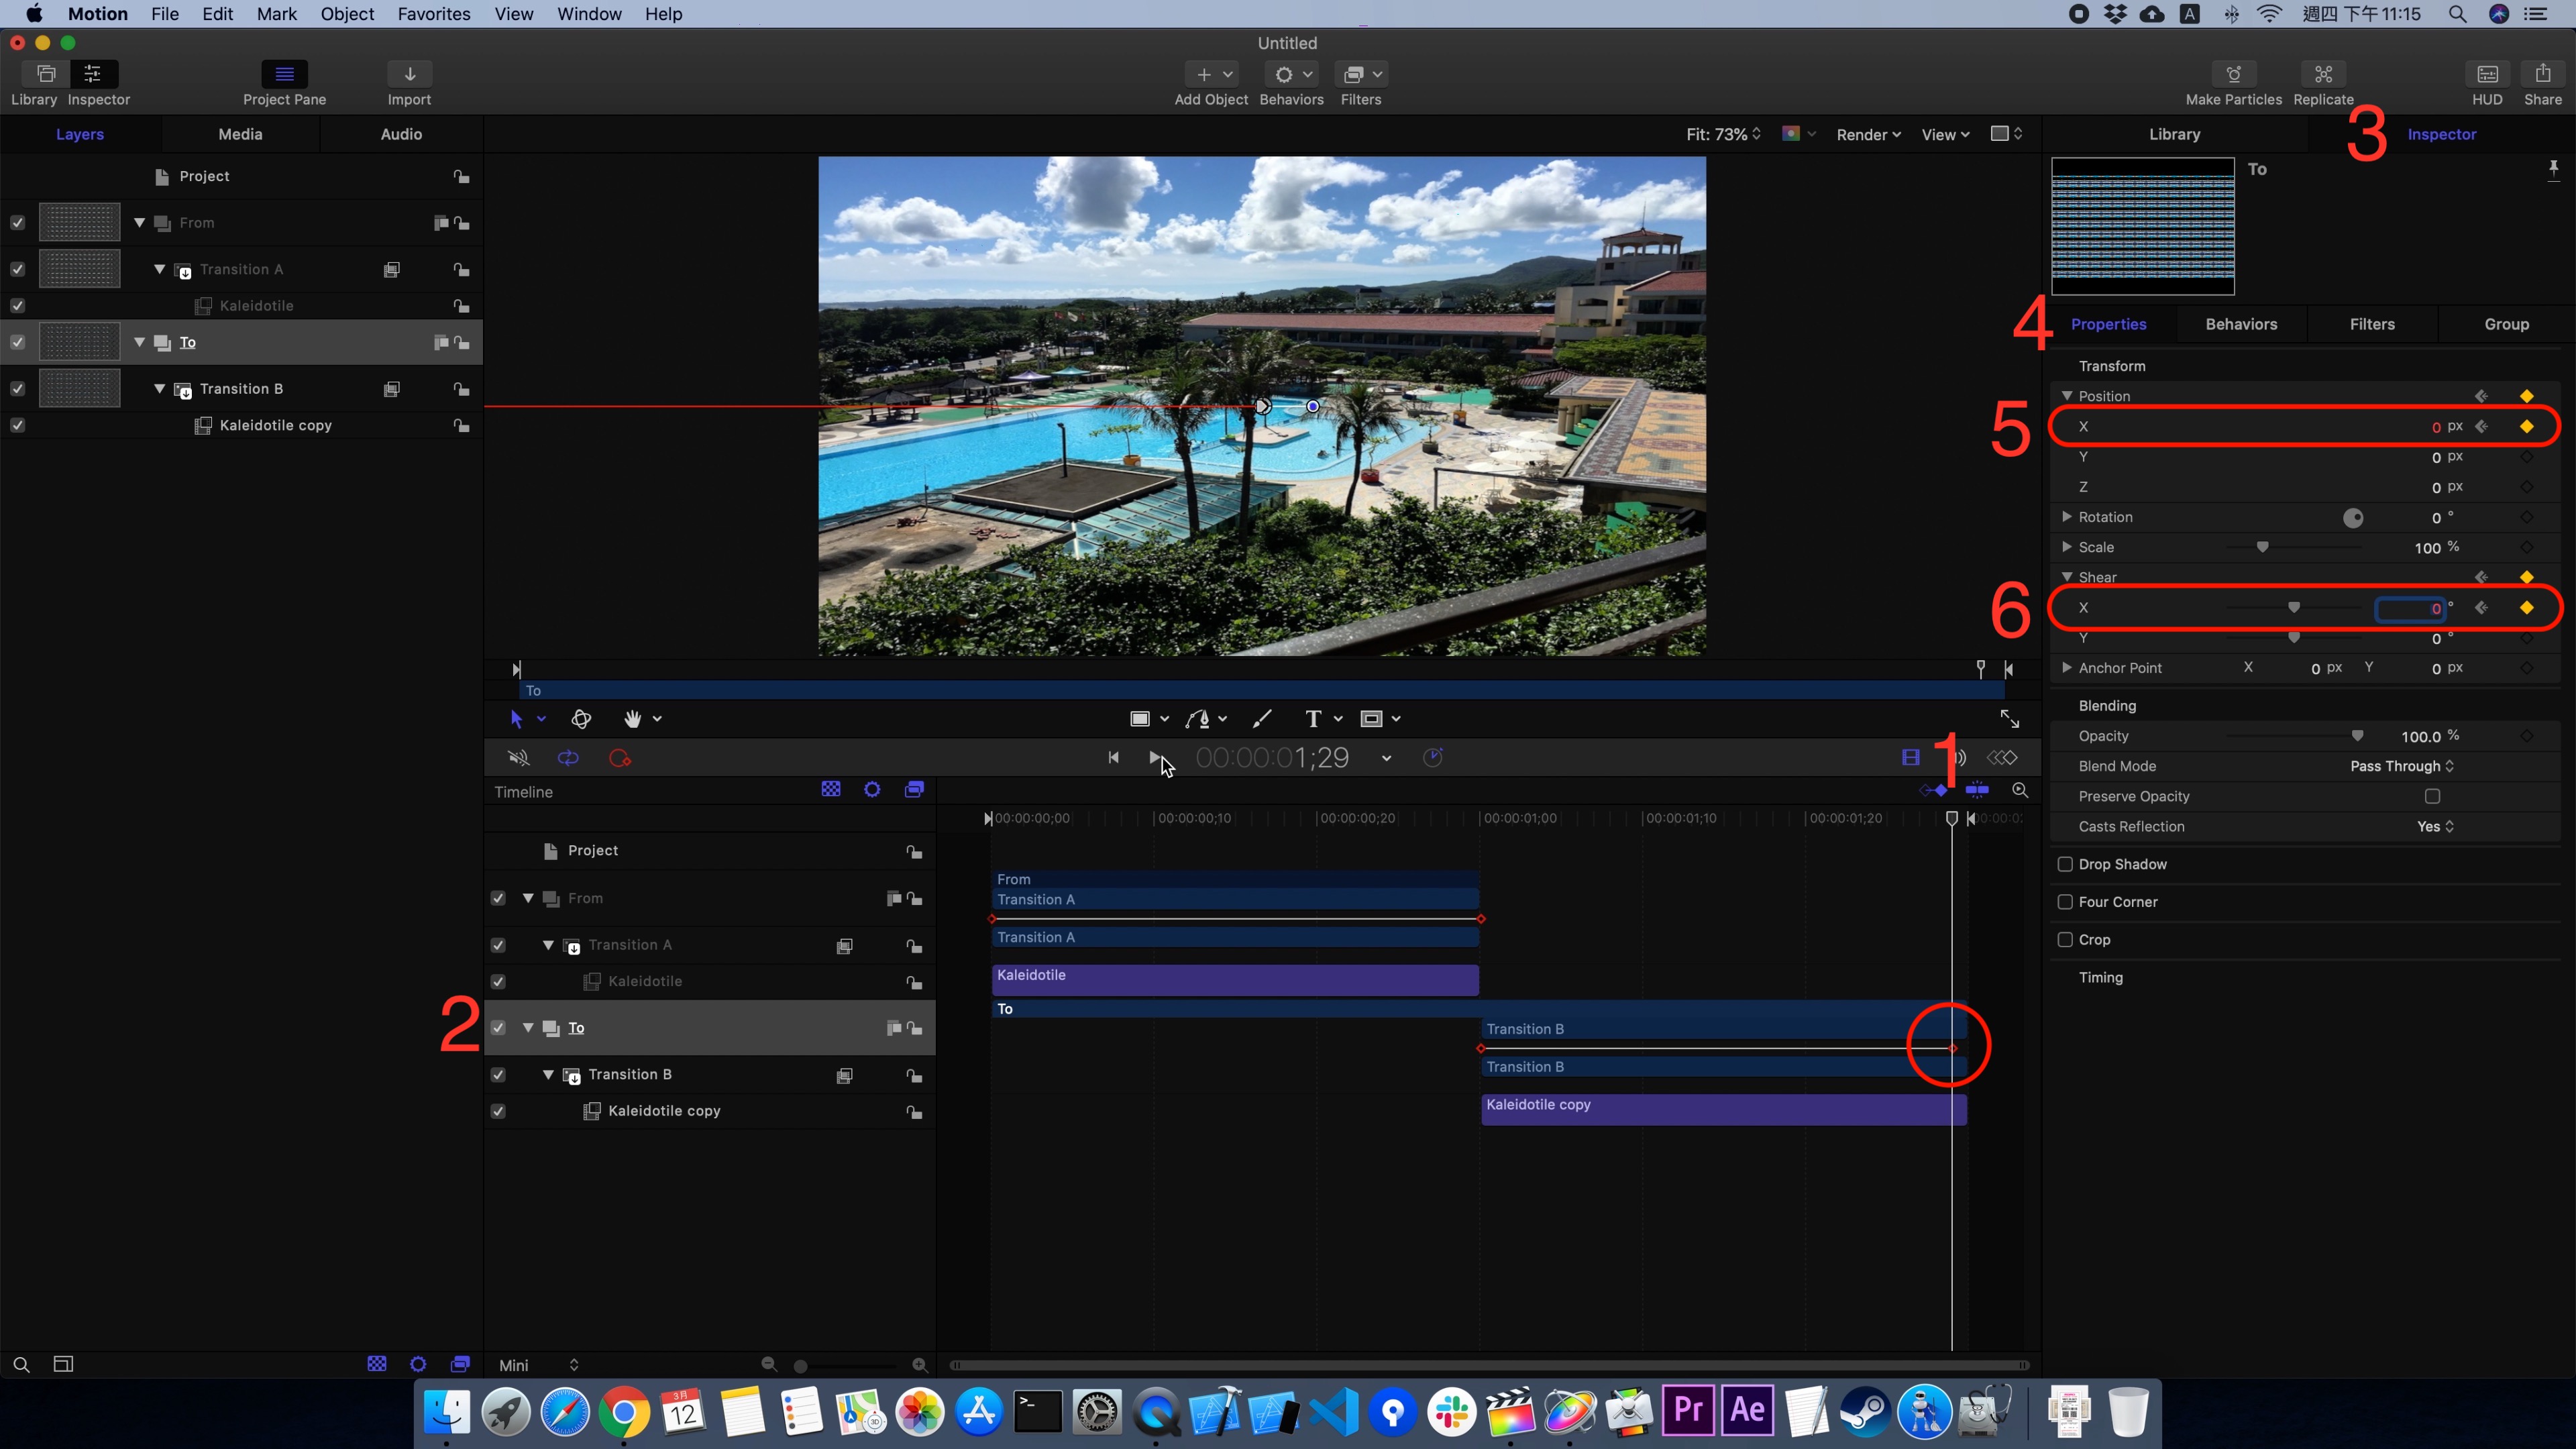 Motion File Edit Mark Object Favorites View Window Help
A 週四 下午 11:15
Untitled
Library Inspector Project Pane Import Add Object Behaviors Filters Make Particles Replicate HUD Share
3
Layers Media Audio Fit: 73% Render View Library Inspector
Project
From
Transition A
Kaleidotile
To
Transition B
Kaleidotile copy
To
4
Properties Behaviors Filters Group
Transform
Position
5
X 0 px
Y 0 px
Z 0 px
Rotation 0 °
Scale 100 %
Shear
6
X 0 °
Y 0 °
Anchor Point X 0 px Y 0 px
Blending
Opacity 100.0 %
Blend Mode Pass Through
Preserve Opacity
Casts Reflection Yes
Drop Shadow
Four Corner
Crop
Timing
To
T
00:00:01;29
1
Timeline
00:00:00;00 00:00:00;10 00:00:00;20 00:00:01;00 00:00:01;10 00:00:01;20
Project
From
Transition A
Kaleidotile
2
To
Transition B
Kaleidotile copy
From
Transition A
Transition A
Kaleidotile
To
Transition B
Transition B
Kaleidotile copy
Mini
3月
12
3D
>_
Pr
Ae